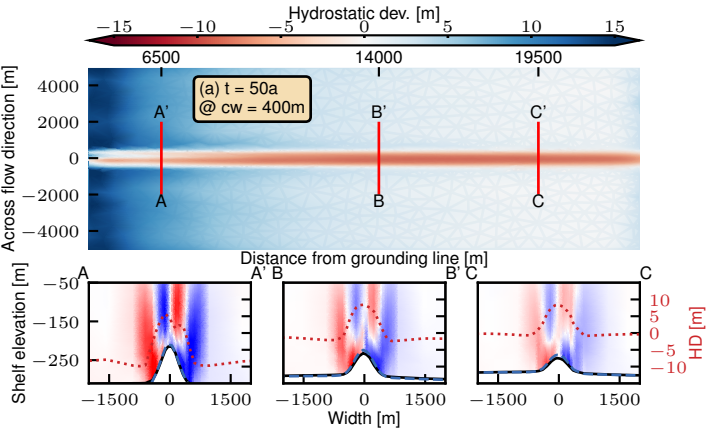 Hydrostatic dev. [m]
−15 −10 −5 0 5 10 15
6500 14000 19500
Across flow direction [m]
4000
2000
0
−2000
−4000
(a) t = 50a
@ cw = 400m
A' B' C'
A B C
Distance from grounding line [m]
A A' B B' C C
Shelf elevation [m]
−50
−150
−250
10
5
0
−5
−10
HD [m]
−1500 0 1500 −1500 0 1500 −1500 0 1500
Width [m]